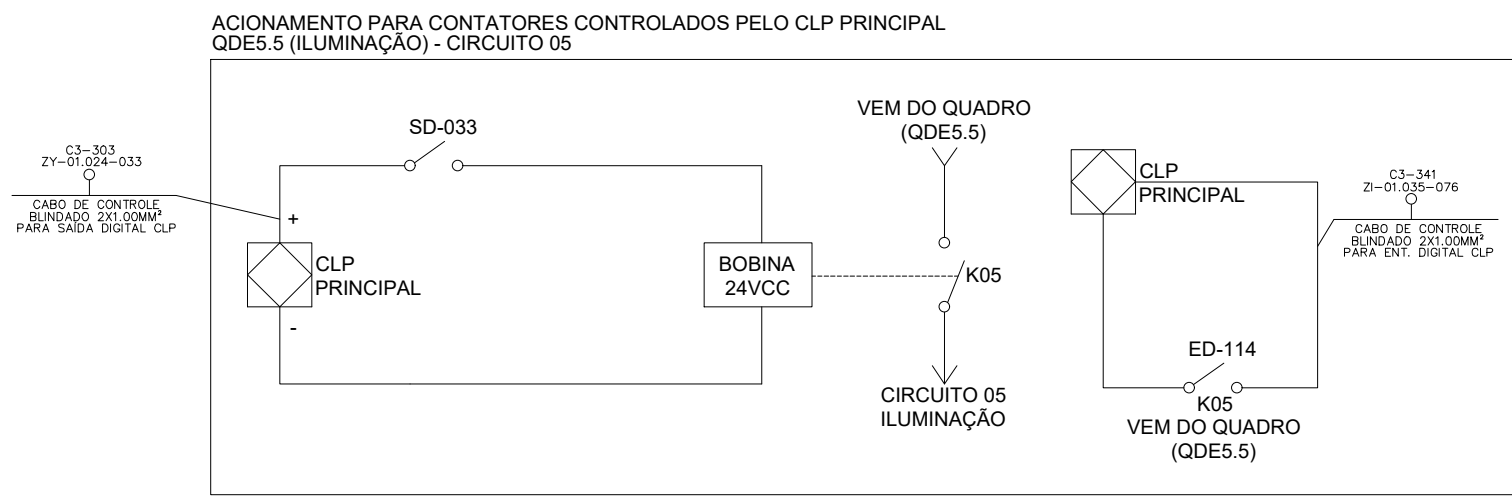 ACIONAMENTO PARA CONTATORES CONTROLADOS PELO CLP PRINCIPAL
QDE5.5 (ILUMINAÇÃO) - CIRCUITO 05
C3-303
ZY-01.024-033
CABO DE CONTROLE
BLINDADO 2X1.00MM²
PARA SAÍDA DIGITAL CLP
SD-033
+
CLP
PRINCIPAL
-
BOBINA
24VCC
VEM DO QUADRO
(QDE5.5)
K05
CIRCUITO 05
ILUMINAÇÃO
CLP
PRINCIPAL
ED-114
K05
VEM DO QUADRO
(QDE5.5)
C3-341
ZI-01.035-076
CABO DE CONTROLE
BLINDADO 2X1.00MM²
PARA ENT. DIGITAL CLP